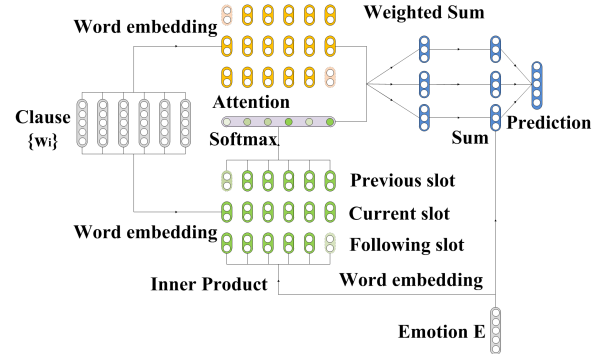 Weighted Sum
Word embedding
Attention
Clause
{wi}
Softmax
Sum
Prediction
Previous slot
Current slot
Word embedding
Following slot
Inner Product
Word embedding
Emotion E